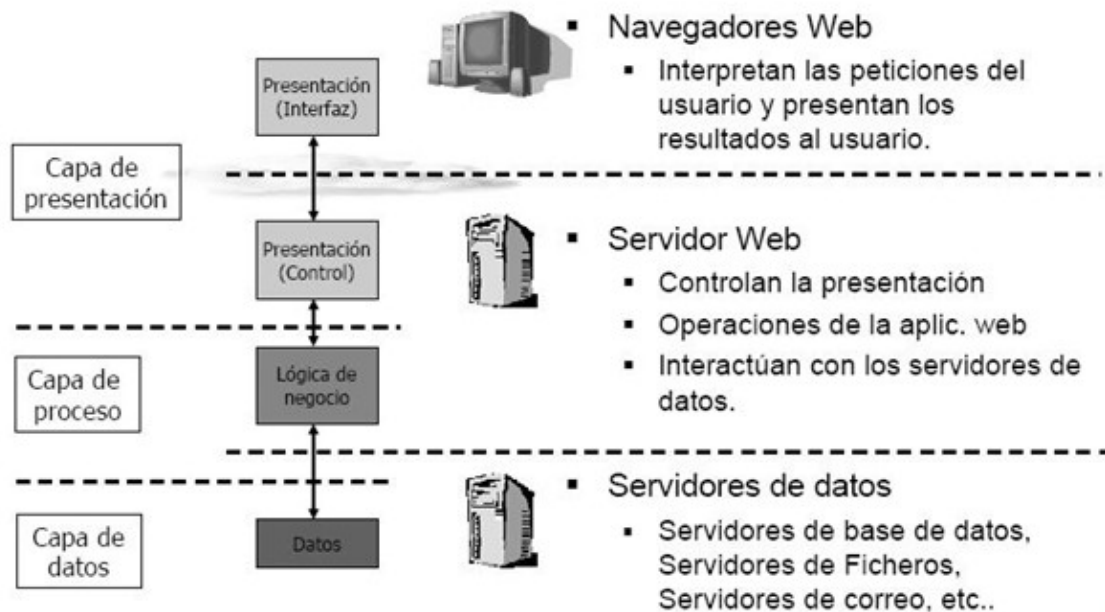 Presentación
(Interfaz)
▪ Navegadores Web
▪ Interpretan las peticiones del
usuario y presentan los
resultados al usuario.
Capa de
presentación
Presentación
(Control)
▪ Servidor Web
▪ Controlan la presentación
▪ Operaciones de la aplic. web
▪ Interactúan con los servidores de
datos.
Capa de
proceso
Lógica de
negocio
▪ Servidores de datos
▪ Servidores de base de datos,
Servidores de Ficheros,
Servidores de correo, etc..
Capa de
datos
Datos